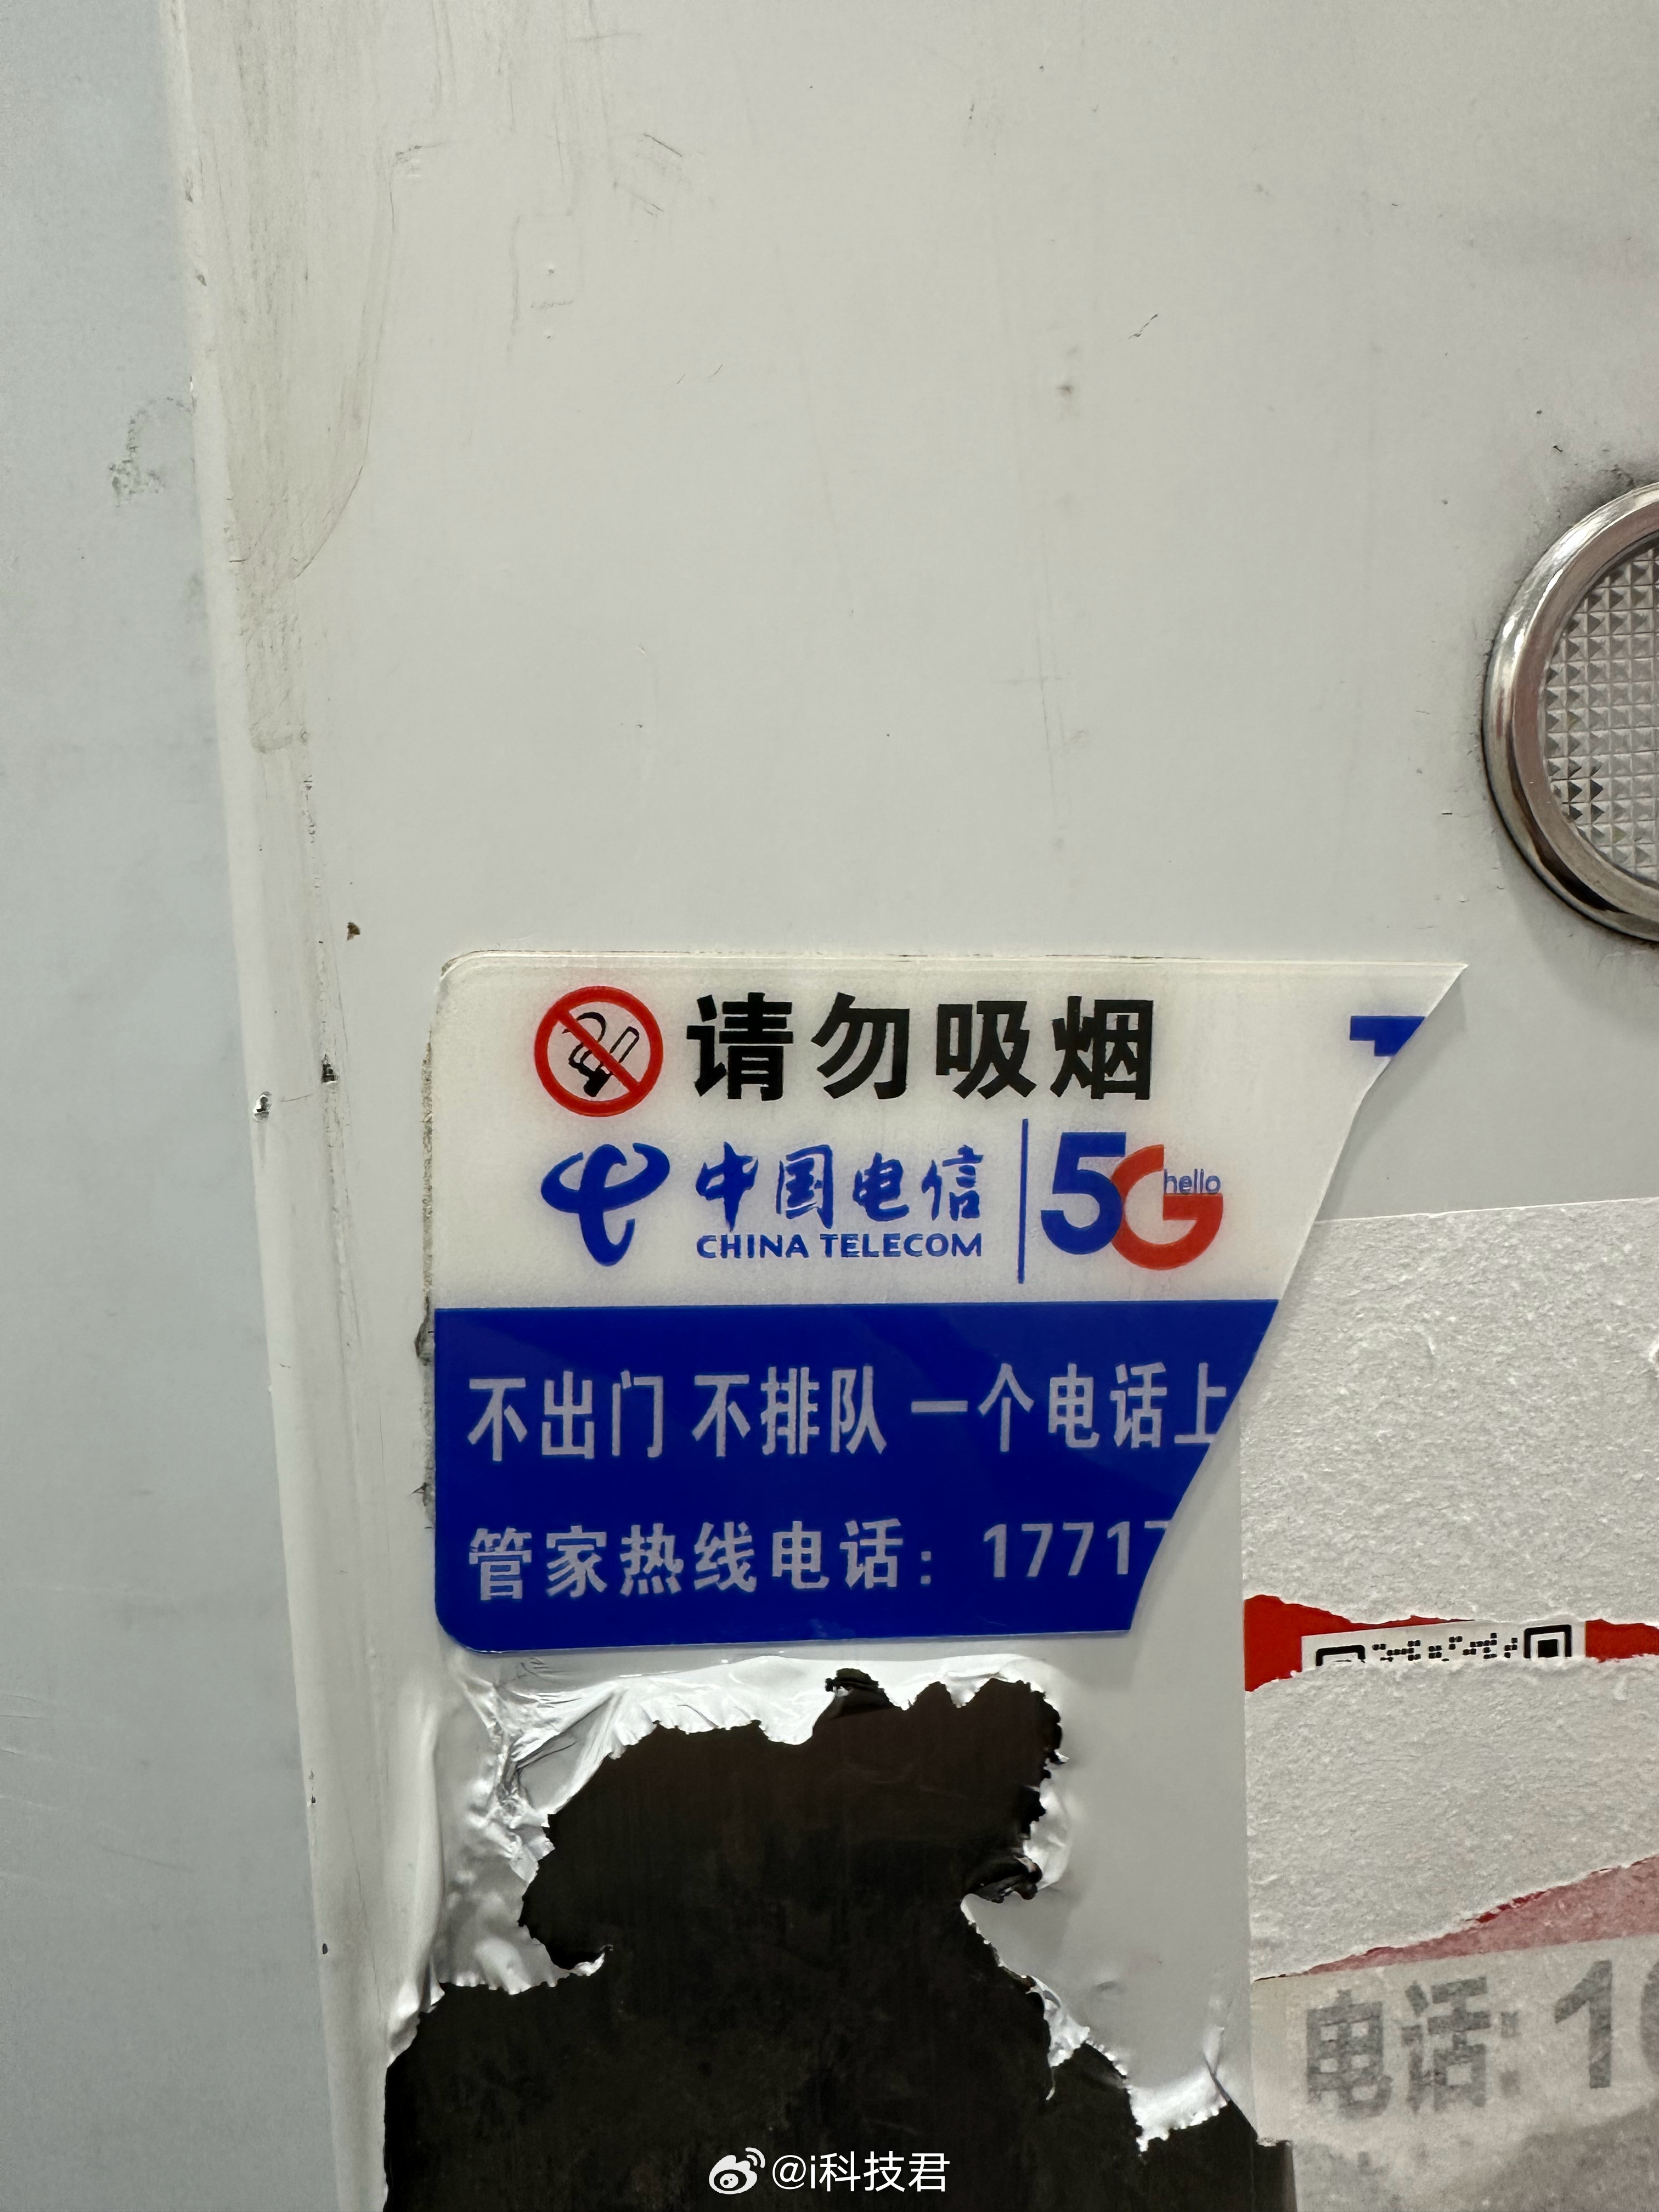 请勿吸烟
中国电信
CHINA TELECOM
5G
hello
不出门 不排队 一个电话上
管家热线电话：1771
电话：1
@i科技君